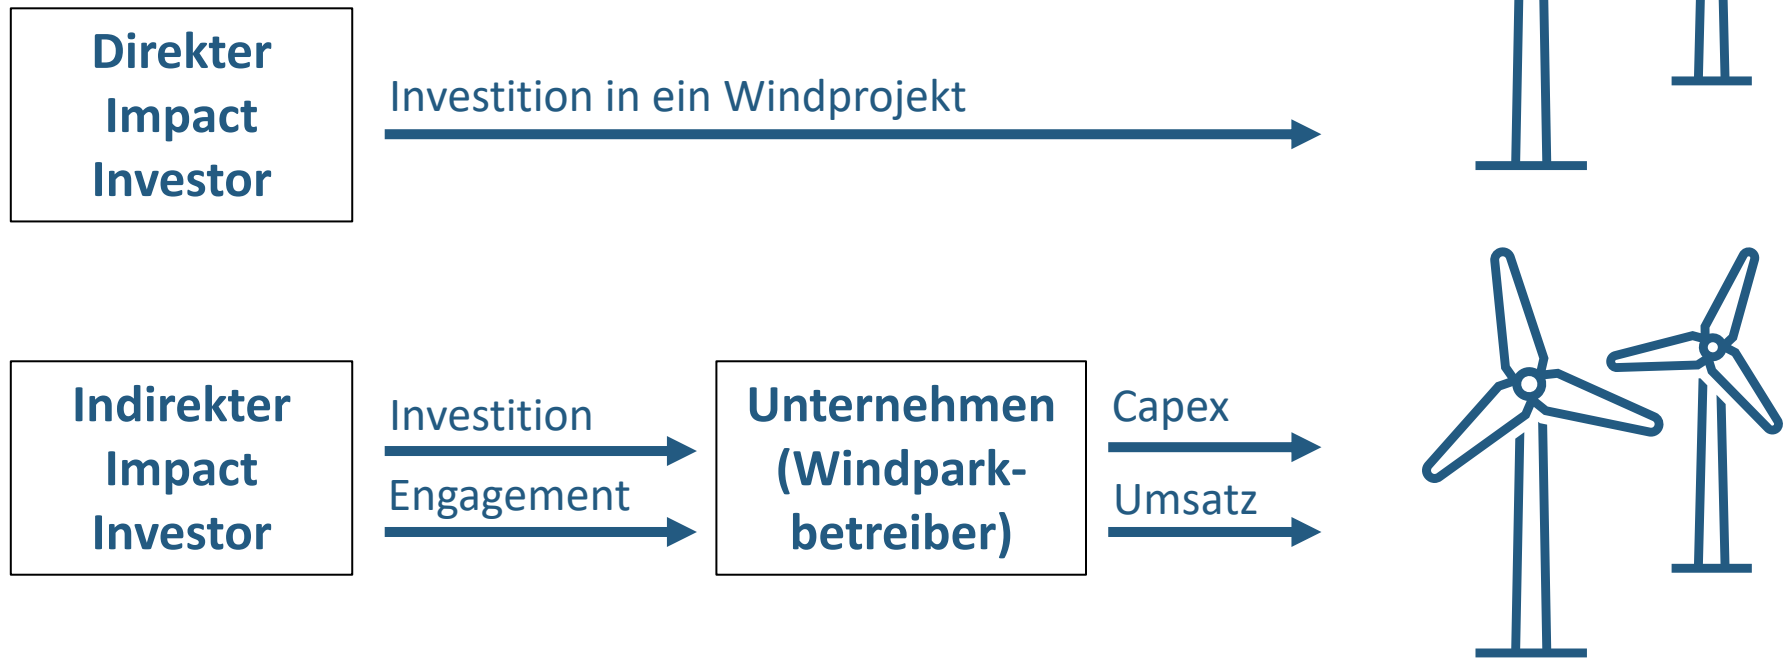 Direkter
Impact
Investor
Investition in ein Windprojekt
Indirekter
Impact
Investor
Investition
Engagement
Unternehmen
(Windpark-
betreiber)
Capex
Umsatz